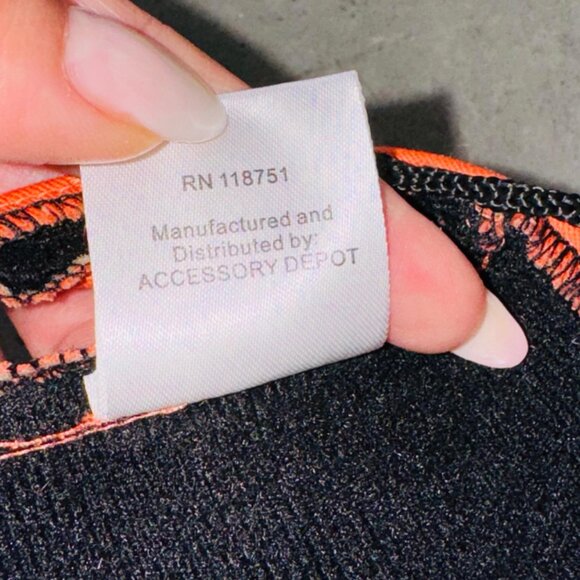 RN 118751
Manufactured and
Distributed by:
ACCESSORY DEPOT